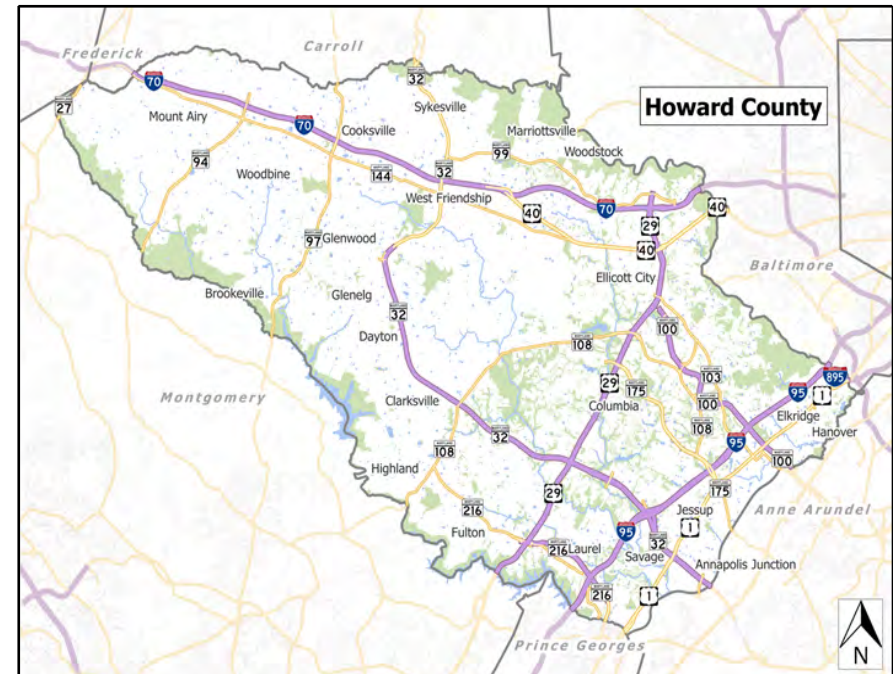 Frederick
Carroll
70
32
27
Sykesville
Howard County
Mount Airy
70
Cooksville
Marriottsville
99
Woodstock
94
Woodbine
144
32
West Friendship
70
40
40
29
97
Glenwood
40
Ellicott City
Baltimore
Brookeville
Glenelg
32
Dayton
100
108
Montgomery
29
175
103
895
95
Clarksville
Columbia
100
1
Elkridge
108
Hanover
32
95
108
100
Highland
29
175
216
Jessup
Anne Arundel
1
Fulton
95
216
Laurel
32
Savage
Annapolis Junction
216
1
Prince Georges
N